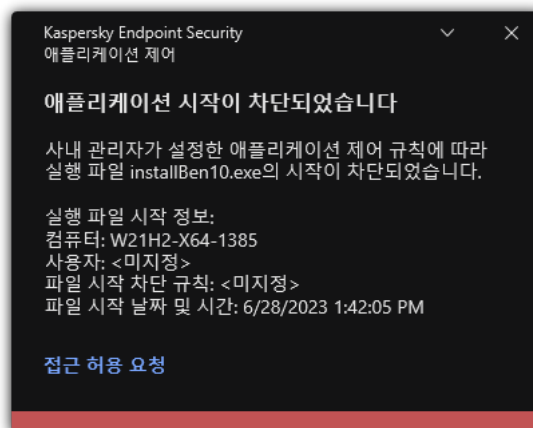 Kaspersky Endpoint Security
애플리케이션 제어
애플리케이션 시작이 차단되었습니다
사내 관리자가 설정한 애플리케이션 제어 규칙에 따라
실행 파일 installBen10.exe의 시작이 차단되었습니다.
실행 파일 시작 정보:
컴퓨터: W21H2-X64-1385
사용자: <미지정>
파일 시작 차단 규칙: <미지정>
파일 시작 날짜 및 시간: 6/28/2023 1:42:05 PM
접근 허용 요청